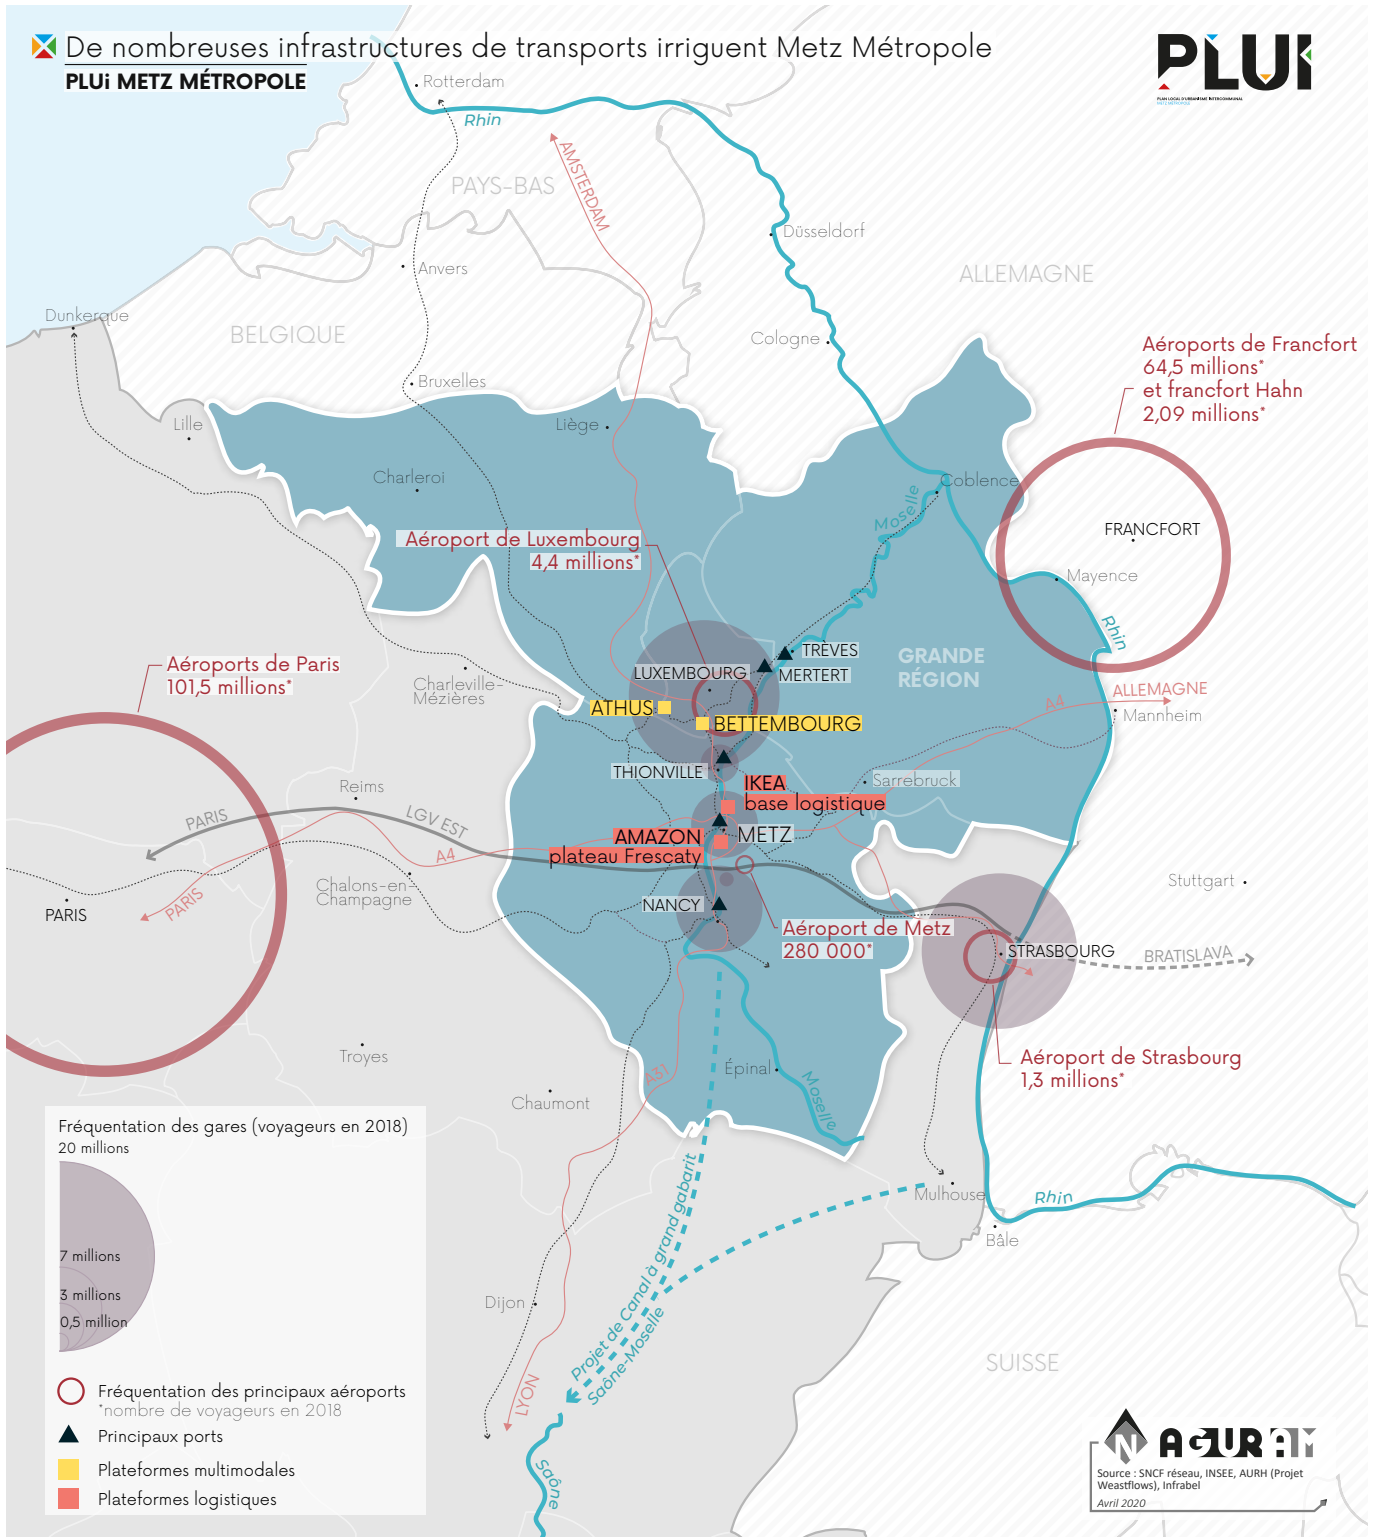 De nombreuses infrastructures de transports irriguent Metz Métropole
PLUi METZ MÉTROPOLE
PLUI
PLAN LOCAL D'URBANISME INTERCOMMUNAL
METZ MÉTROPOLE
Rotterdam
Rhin
AMSTERDAM
PAYS-BAS
Düsseldorf
Anvers
ALLEMAGNE
Dunkerque
BELGIQUE
Cologne
Aéroports de Francfort
64,5 millions*
et francfort Hahn
2,09 millions*
Bruxelles
Lille
Liège
Charleroi
Coblence
Moselle
FRANCFORT
Aéroport de Luxembourg
4,4 millions*
Mayence
Rhin
TRÈVES
GRANDE
RÉGION
Aéroports de Paris
101,5 millions*
LUXEMBOURG
MERTERT
Charleville-
Mézières
ALLEMAGNE
A4
Mannheim
ATHUS
BETTEMBOURG
THIONVILLE
Sarrebruck
IKEA
base logistique
Reims
PARIS
LGV EST
AMAZON
plateau Frescaty
METZ
A4
Chalons-en-
Champagne
PARIS
PARIS
Stuttgart
NANCY
Aéroport de Metz
280 000*
STRASBOURG
BRATISLAVA
Troyes
Aéroport de Strasbourg
1,3 millions*
Épinal
A31
Moselle
Chaumont
Fréquentation des gares (voyageurs en 2018)
20 millions
7 millions
3 millions
0,5 million
Mulhouse
Rhin
Bâle
Projet de Canal à grand gabarit
Saône-Moselle
Dijon
SUISSE
LYON
Saône
Fréquentation des principaux aéroports
*nombre de voyageurs en 2018
Principaux ports
Plateformes multimodales
Plateformes logistiques
N
AGURAM
Source : SNCF réseau, INSEE, AURH (Projet
Weastflows), Infrabel
Avril 2020